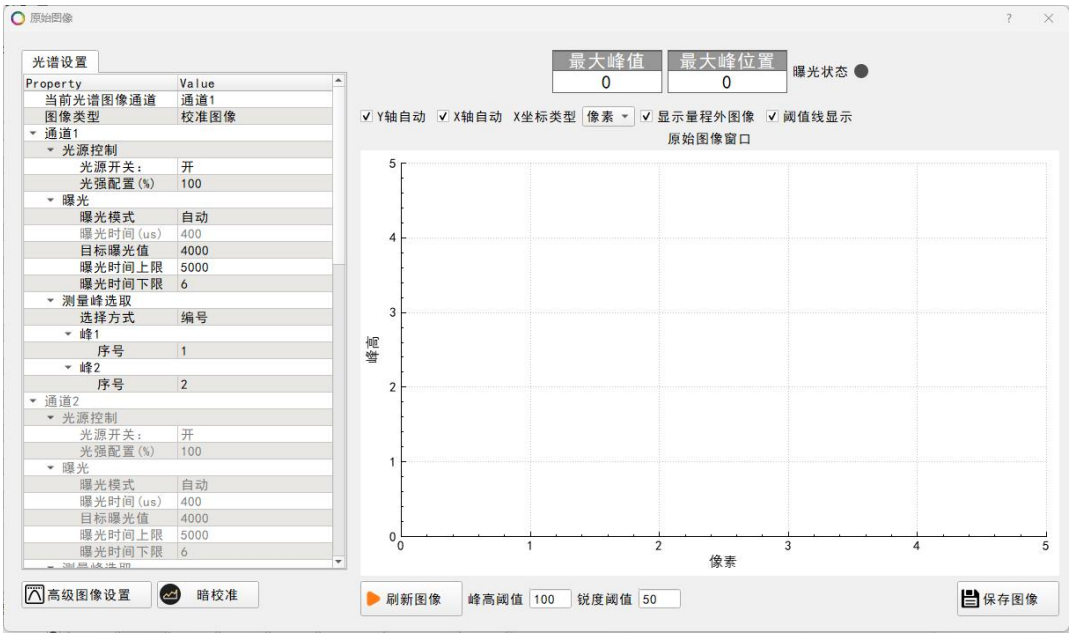 原始图像
?
光谱设置
Property Value
当前光谱图像通道 通道1
图像类型 校准图像
通道1
光源控制
光源开关: 开
光强配置(%) 100
曝光
曝光模式 自动
曝光时间(us) 400
目标曝光值 4000
曝光时间上限 5000
曝光时间下限 6
测量峰选取
选择方式 编号
峰1
序号 1
峰2
序号 2
通道2
光源控制
光源开关: 开
光强配置(%) 100
曝光
曝光模式 自动
曝光时间(us) 400
目标曝光值 4000
曝光时间上限 5000
曝光时间下限 6
高级图像设置 暗校准
最大峰值 最大峰位置
0 0
曝光状态
Y轴自动 X轴自动 X坐标类型 像素 显示量程外图像 阈值线显示
原始图像窗口
5
4
3
峰高
2
1
0
0 1 2 3 4 5
像素
刷新图像 峰高阈值 100 锐度阈值 50 保存图像